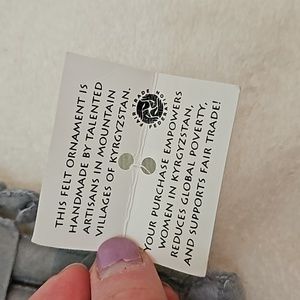 THIS FELT ORNAMENT IS
HANDMADE BY TALENTED
ARTISANS IN MOUNTAIN
VILLAGES OF KYRGYZSTAN.
YOUR PURCHASE EMPOWERS
WOMEN IN KYRGYZSTAN,
REDUCES GLOBAL POVERTY,
AND SUPPORTS FAIR TRADE!